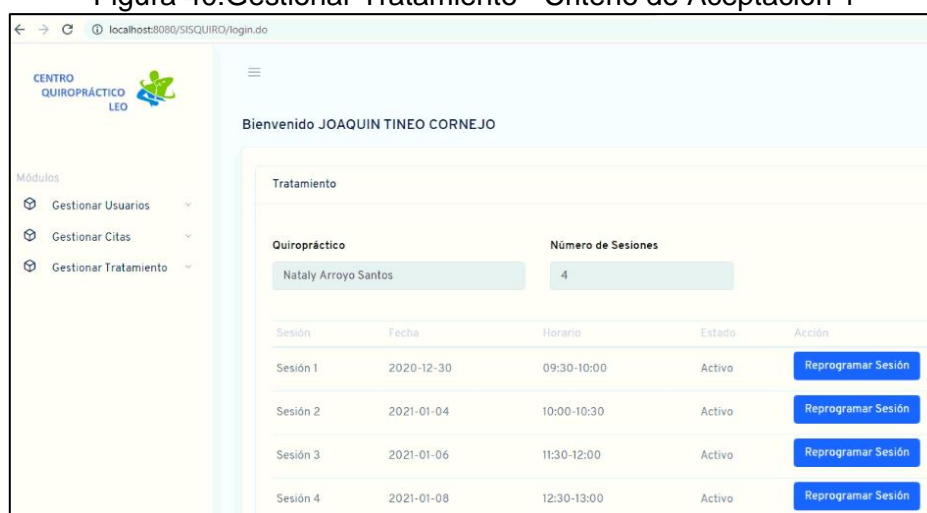 Figura 40.Gestionar Tratamiento - Criterio de Aceptación 1
localhost:8080/SISQUIRO/login.do
CENTRO
QUIROPRÁCTICO
LEO
Bienvenido JOAQUIN TINEO CORNEJO
Módulos
Gestionar Usuarios
Gestionar Citas
Gestionar Tratamiento
Tratamiento
Quiropráctico Número de Sesiones
Nataly Arroyo Santos 4
Sesión Fecha Horario Estado Acción
Sesión 1 2020-12-30 09:30-10:00 Activo Reprogramar Sesión
Sesión 2 2021-01-04 10:00-10:30 Activo Reprogramar Sesión
Sesión 3 2021-01-06 11:30-12:00 Activo Reprogramar Sesión
Sesión 4 2021-01-08 12:30-13:00 Activo Reprogramar Sesión